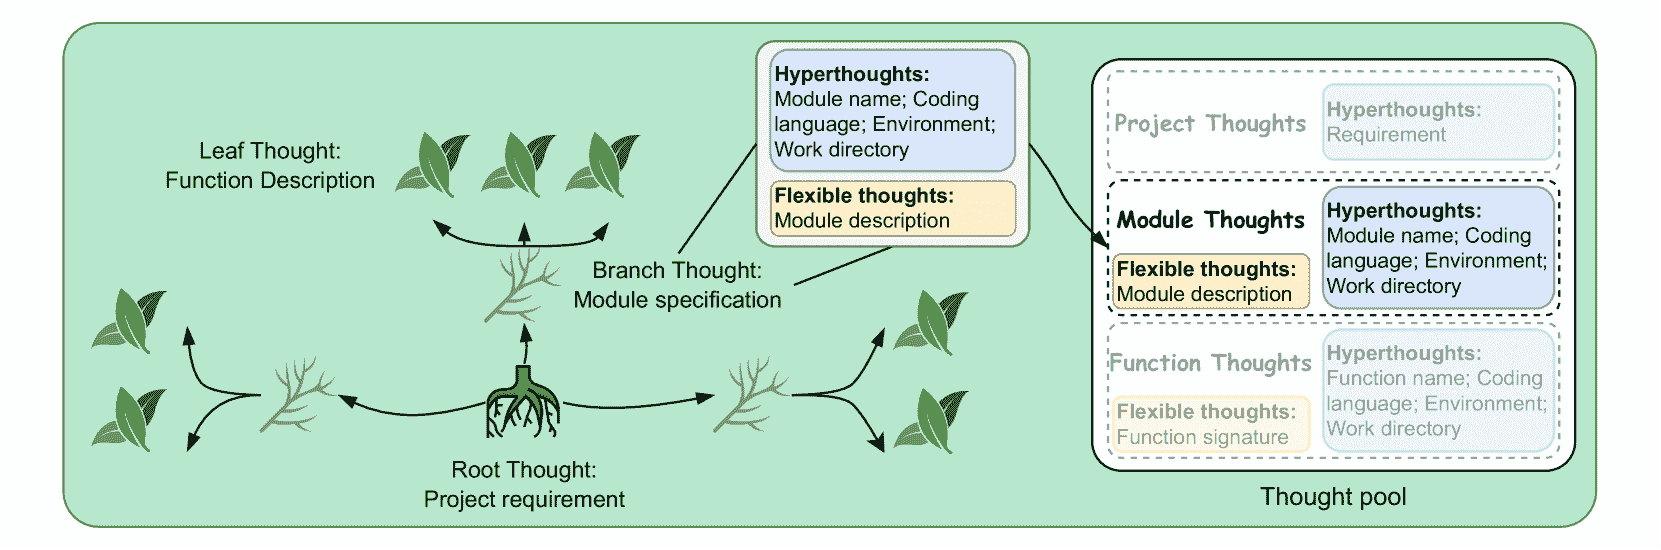 Leaf Thought:
Function Description
Hyperthoughts:
Module name; Coding
language; Environment;
Work directory
Flexible thoughts:
Module description
Branch Thought:
Module specification
Root Thought:
Project requirement
Project Thoughts
Hyperthoughts:
Requirement
Module Thoughts
Flexible thoughts:
Module description
Hyperthoughts:
Module name; Coding
language; Environment;
Work directory
Function Thoughts
Flexible thoughts:
Function signature
Hyperthoughts:
Function name; Coding
language; Environment;
Work directory
Thought pool